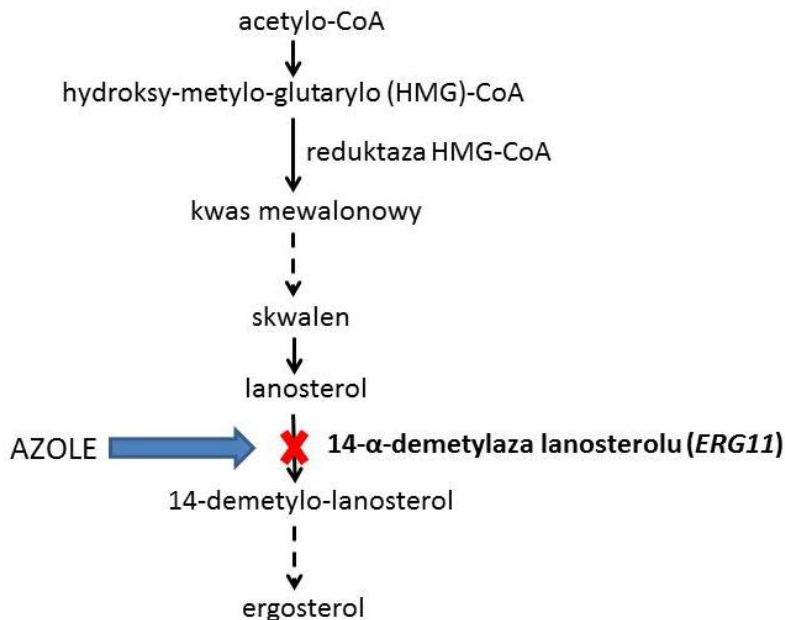 acetylo-CoA
hydroksy-metylo-glutarylo (HMG)-CoA
reduktaza HMG-CoA
kwas mewalonowy
skwalen
lanosterol
AZOLE
14-α-demetylaza lanosterolu (ERG11)
14-demetylo-lanosterol
ergosterol